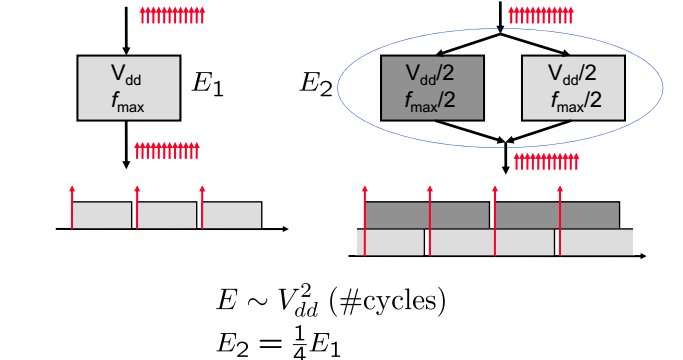 V_dd
f_max
E_1
E_2
V_dd/2
f_max/2
V_dd/2
f_max/2
E ∼ V_dd^2 (#cycles)
E_2 = 1/4 E_1